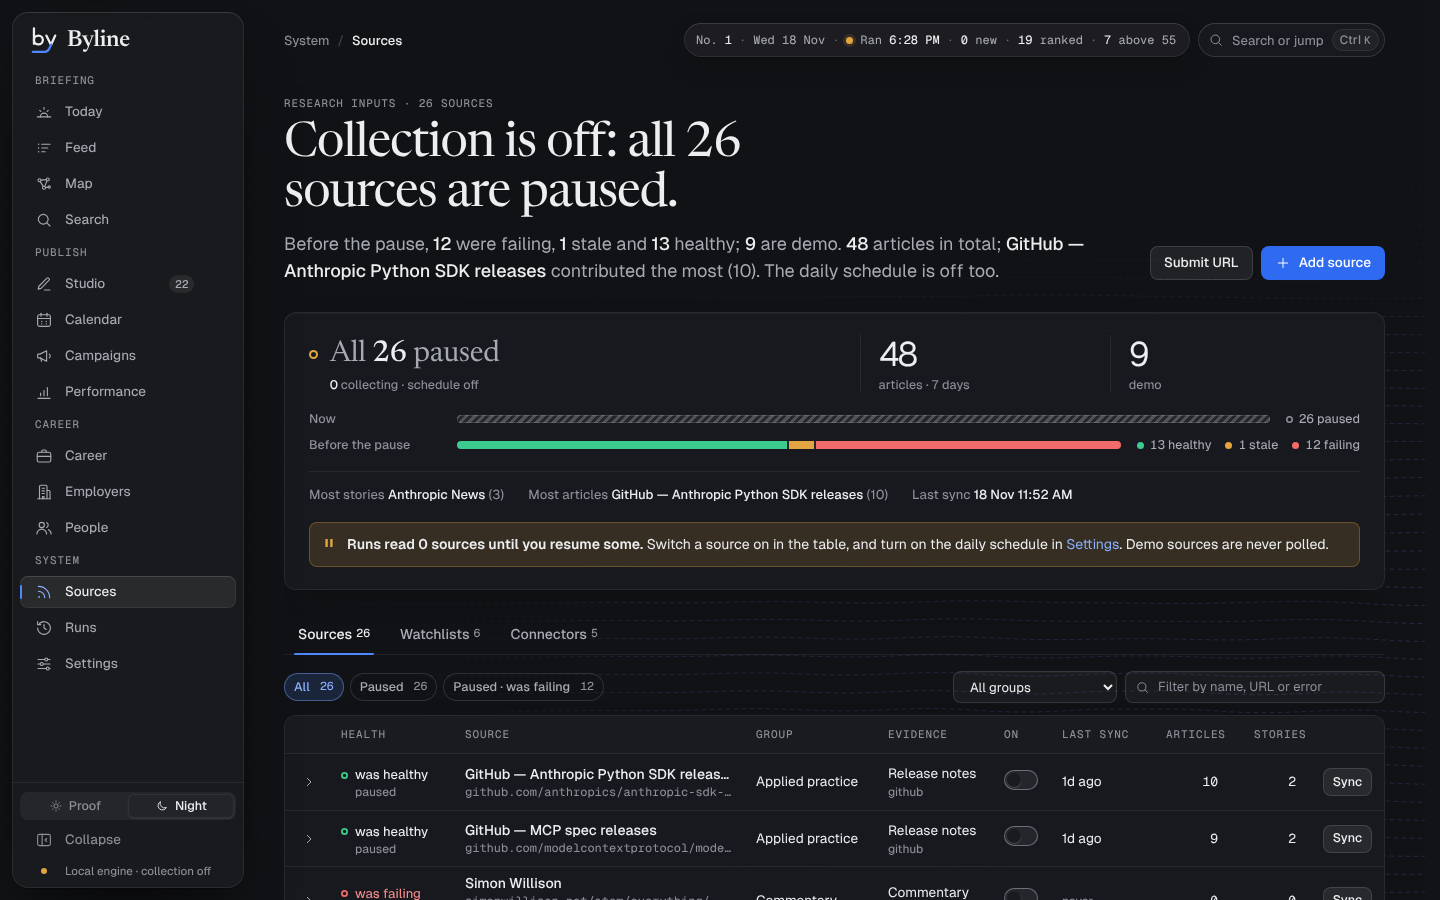 by Byline
BRIEFING
Today
Feed
Map
Search
PUBLISH
Studio 22
Calendar
Campaigns
Performance
CAREER
Career
Employers
People
SYSTEM
Sources
Runs
Settings
Proof Night
Collapse
Local engine · collection off
System / Sources
No. 1 · Wed 18 Nov · Ran 6:28 PM · 0 new · 19 ranked · 7 above 55
Search or jump Ctrl K
RESEARCH INPUTS · 26 SOURCES
Collection is off: all 26
sources are paused.
Before the pause, 12 were failing, 1 stale and 13 healthy; 9 are demo. 48 articles in total; GitHub —
Anthropic Python SDK releases contributed the most (10). The daily schedule is off too.
Submit URL
+ Add source
All 26 paused
0 collecting · schedule off
48
articles · 7 days
9
demo
Now
26 paused
Before the pause
13 healthy 1 stale 12 failing
Most stories Anthropic News (3) Most articles GitHub — Anthropic Python SDK releases (10) Last sync 18 Nov 11:52 AM
Runs read 0 sources until you resume some. Switch a source on in the table, and turn on the daily schedule in Settings. Demo sources are never polled.
Sources 26 Watchlists 6 Connectors 5
All 26 Paused 26 Paused · was failing 12
All groups
Filter by name, URL or error
HEALTH SOURCE GROUP EVIDENCE ON LAST SYNC ARTICLES STORIES
was healthy
paused
GitHub — Anthropic Python SDK releas…
github.com/anthropics/anthropic-sdk-…
Applied practice
Release notes
github
1d ago 10 2 Sync
was healthy
paused
GitHub — MCP spec releases
github.com/modelcontextprotocol/mode…
Applied practice
Release notes
github
1d ago 9 2 Sync
was failing
Simon Willison
Commentary